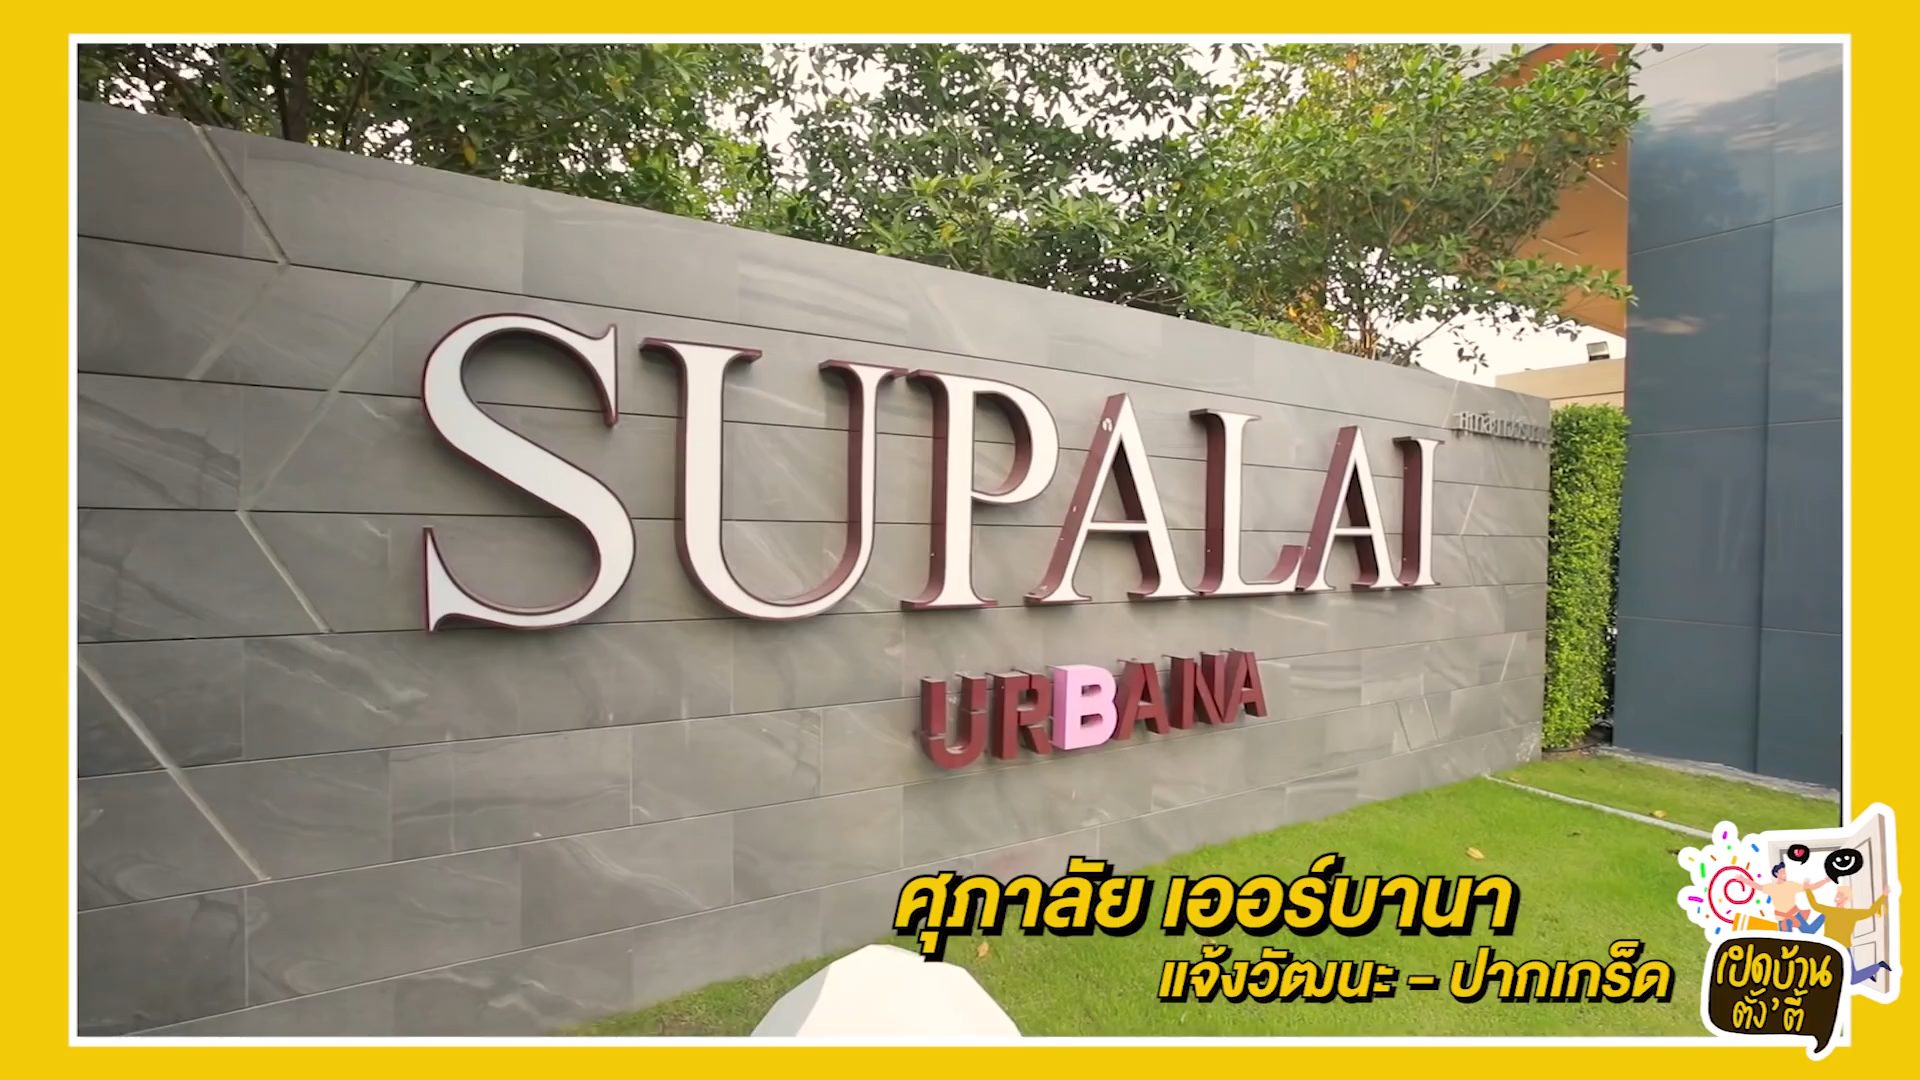 SUPALAI
URBANA
ศุภาลัย เออร์บานา
แจ้งวัฒนะ - ปากเกร็ด
เปิดบ้าน
ตั้ง'ตี้